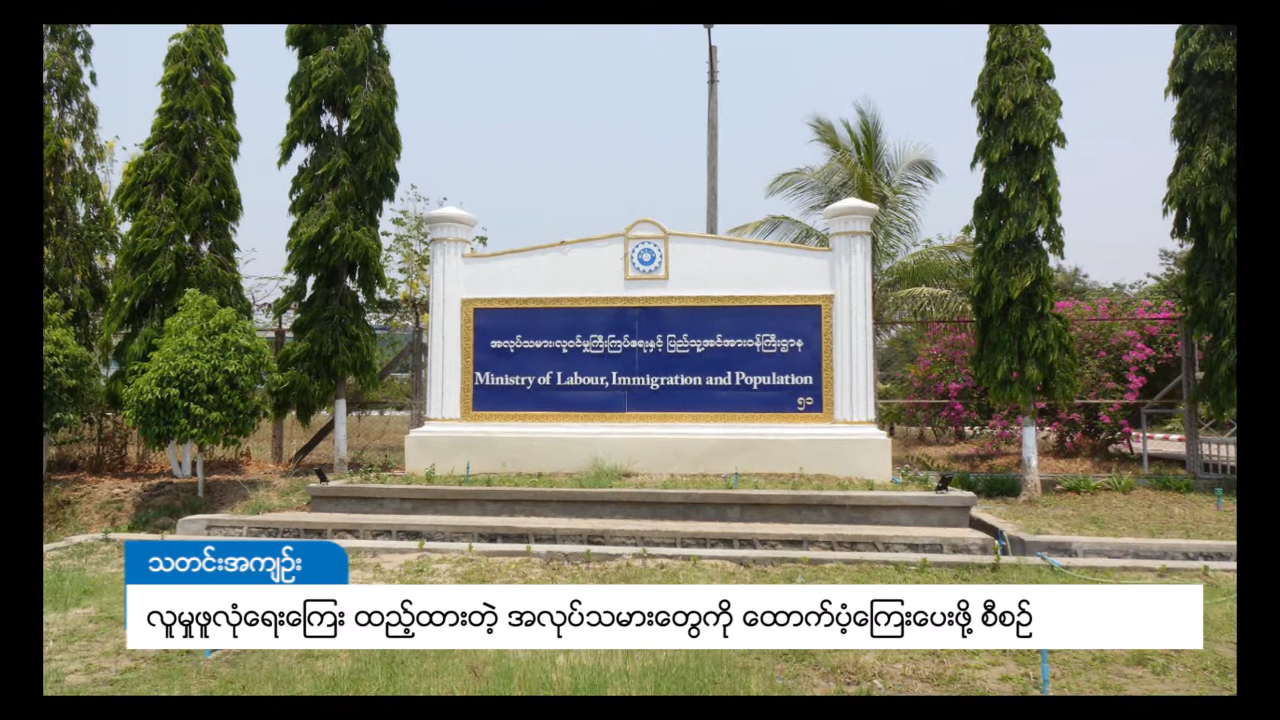 အလုပ်သမား၊လူဝင်မှုကြီးကြပ်ရေးနှင့် ပြည်သူ့အင်အားဝန်ကြီးဌာန
Ministry of Labour, Immigration and Population
၅၁
သတင်းအကျဉ်း
လူမှုဖူလုံရေးကြေး ထည့်ထားတဲ့ အလုပ်သမားတွေကို ထောက်ပံ့ကြေးပေးဖို့ စီစဉ်